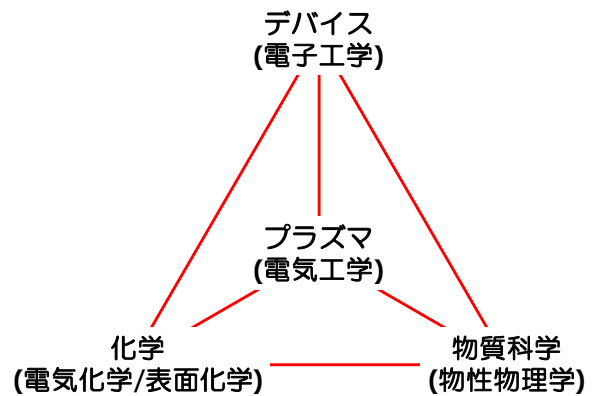 デバイス
(電子工学)
プラズマ
(電気工学)
化学
(電気化学/表面化学)
物質科学
(物性物理学)